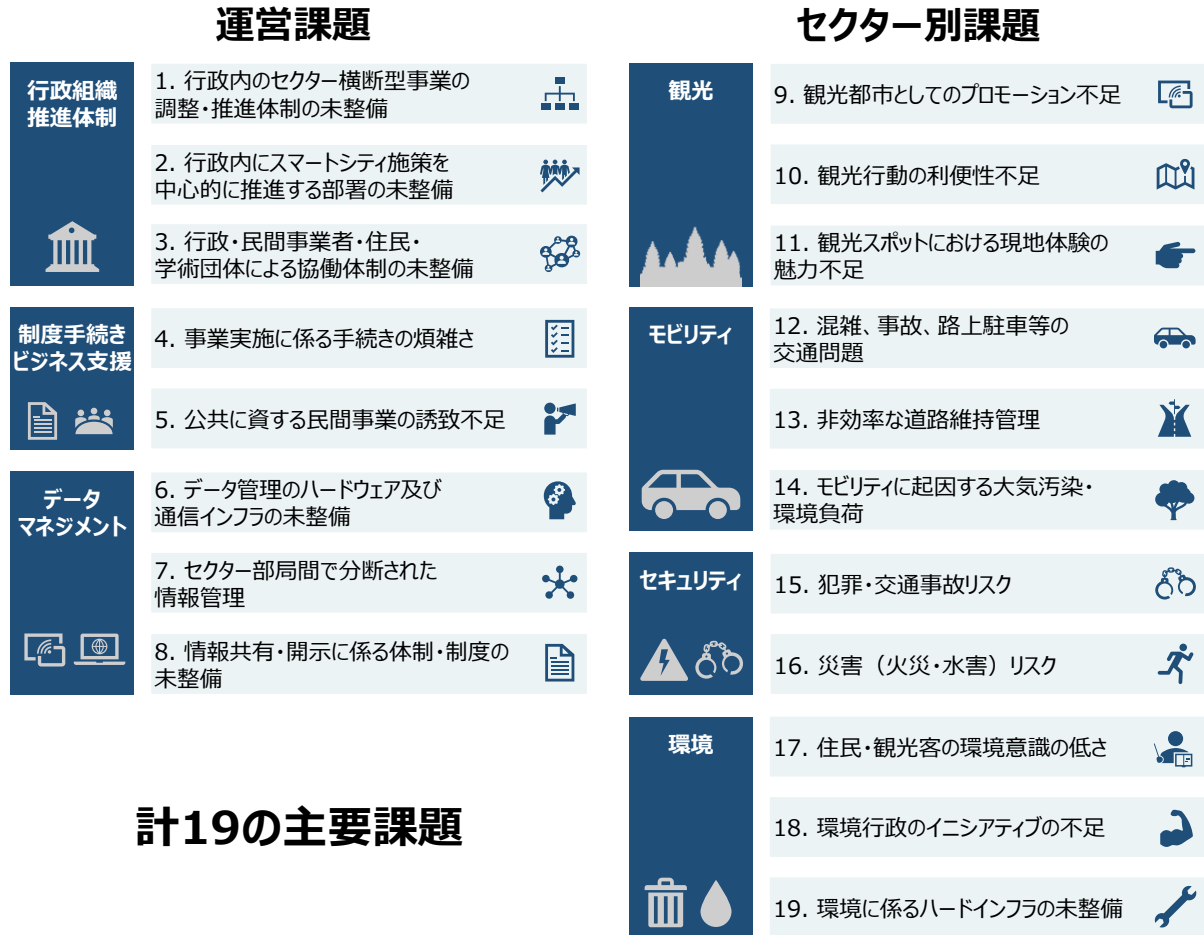 運営課題
行政組織
推進体制
1. 行政内のセクター横断型事業の
調整・推進体制の未整備
2. 行政内にスマートシティ施策を
中心的に推進する部署の未整備
3. 行政・民間事業者・住民・
学術団体による協働体制の未整備
制度手続き
ビジネス支援
4. 事業実施に係る手続きの煩雑さ
5. 公共に資する民間事業の誘致不足
データ
マネジメント
6. データ管理のハードウェア及び
通信インフラの未整備
7. セクター部局間で分断された
情報管理
8. 情報共有・開示に係る体制・制度の
未整備
計19の主要課題
セクター別課題
観光
9. 観光都市としてのプロモーション不足
10. 観光行動の利便性不足
11. 観光スポットにおける現地体験の
魅力不足
モビリティ
12. 混雑、事故、路上駐車等の
交通問題
13. 非効率な道路維持管理
14. モビリティに起因する大気汚染・
環境負荷
セキュリティ
15. 犯罪・交通事故リスク
16. 災害（火災・水害）リスク
環境
17. 住民・観光客の環境意識の低さ
18. 環境行政のイニシアティブの不足
19. 環境に係るハードインフラの未整備